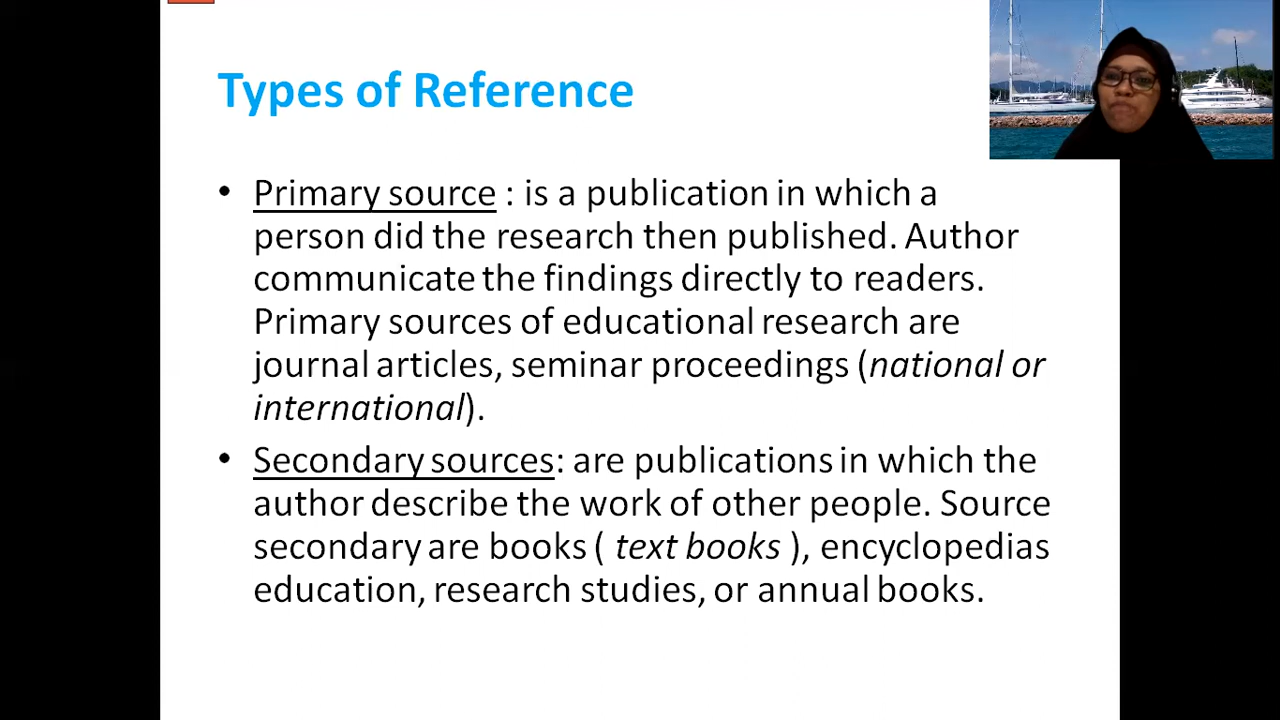 Types of Reference
• Primary source : is a publication in which a
person did the research then published. Author
communicate the findings directly to readers.
Primary sources of educational research are
journal articles, seminar proceedings (national or
international).
• Secondary sources: are publications in which the
author describe the work of other people. Source
secondary are books ( text books ), encyclopedias
education, research studies, or annual books.